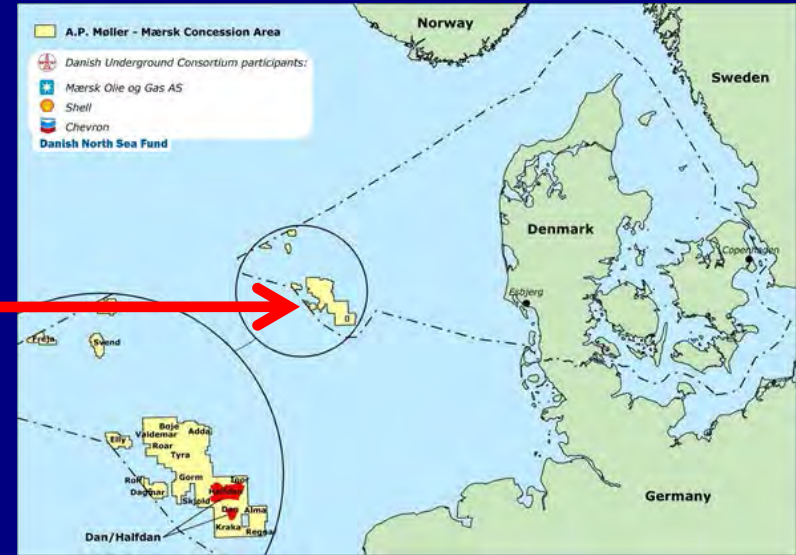 A.P. Møller - Mærsk Concession Area
Danish Underground Consortium participants:
Mærsk Olie og Gas AS
Shell
Chevron
Danish North Sea Fund
Norway
Sweden
Denmark
Copenhagen
Esbjerg
Germany
Freja
Svend
Boje
Elly
Valdemar
Adda
Roar
Tyra
Rolf
Gorm
Igor
Dagmar
Halfdan
Skjold
Dan
Alma
Kraka
Regna
Dan/Halfdan